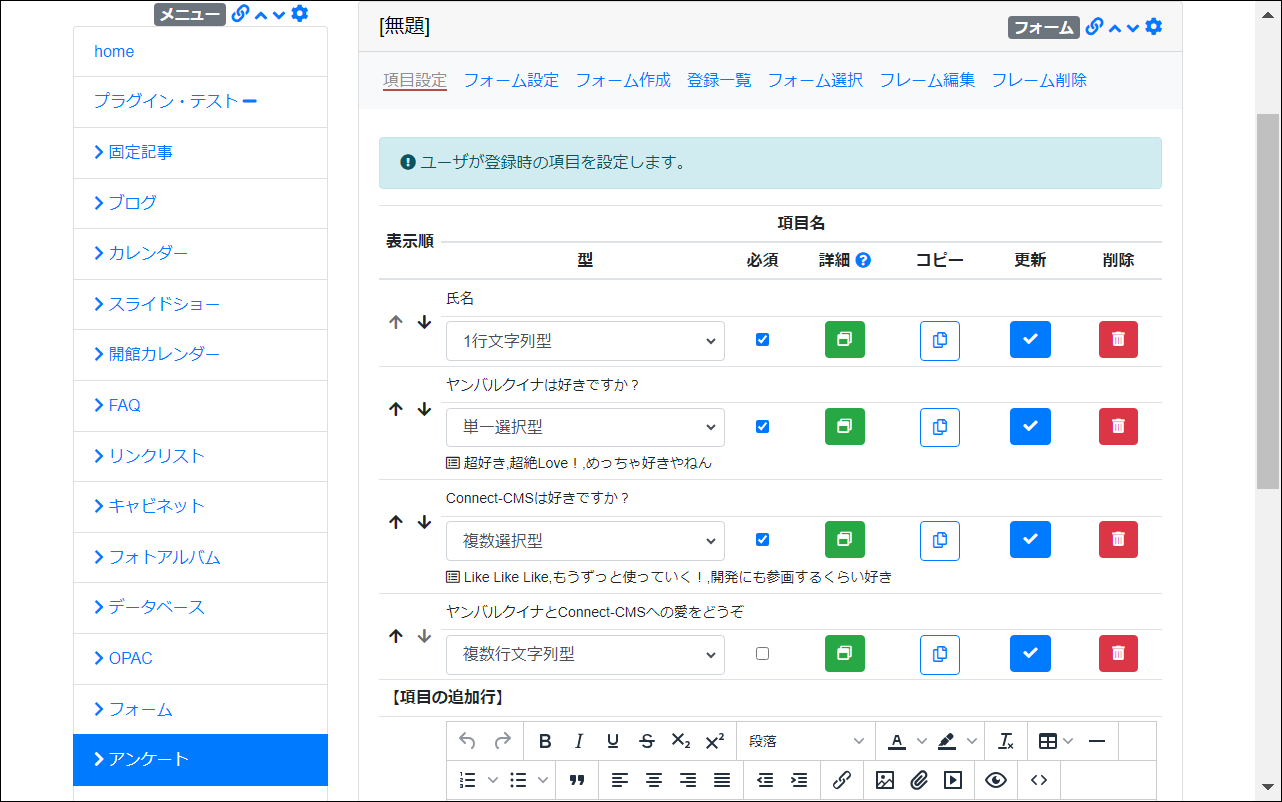 メニュー
home
プラグイン・テスト
固定記事
ブログ
カレンダー
スライドショー
開館カレンダー
FAQ
リンクリスト
キャビネット
フォトアルバム
データベース
OPAC
フォーム
アンケート
[無題]
フォーム
項目設定 フォーム設定 フォーム作成 登録一覧 フォーム選択 フレーム編集 フレーム削除
ユーザが登録時の項目を設定します。
表示順 項目名
型 必須 詳細 コピー 更新 削除
氏名
1行文字列型
ヤンバルクイナは好きですか？
単一選択型
超好き,超絶Love！,めっちゃ好きやねん
Connect-CMSは好きですか？
複数選択型
Like Like Like,もうずっと使っていく！,開発にも参画するくらい好き
ヤンバルクイナとConnect-CMSへの愛をどうぞ
複数行文字列型
【項目の追加行】
段落